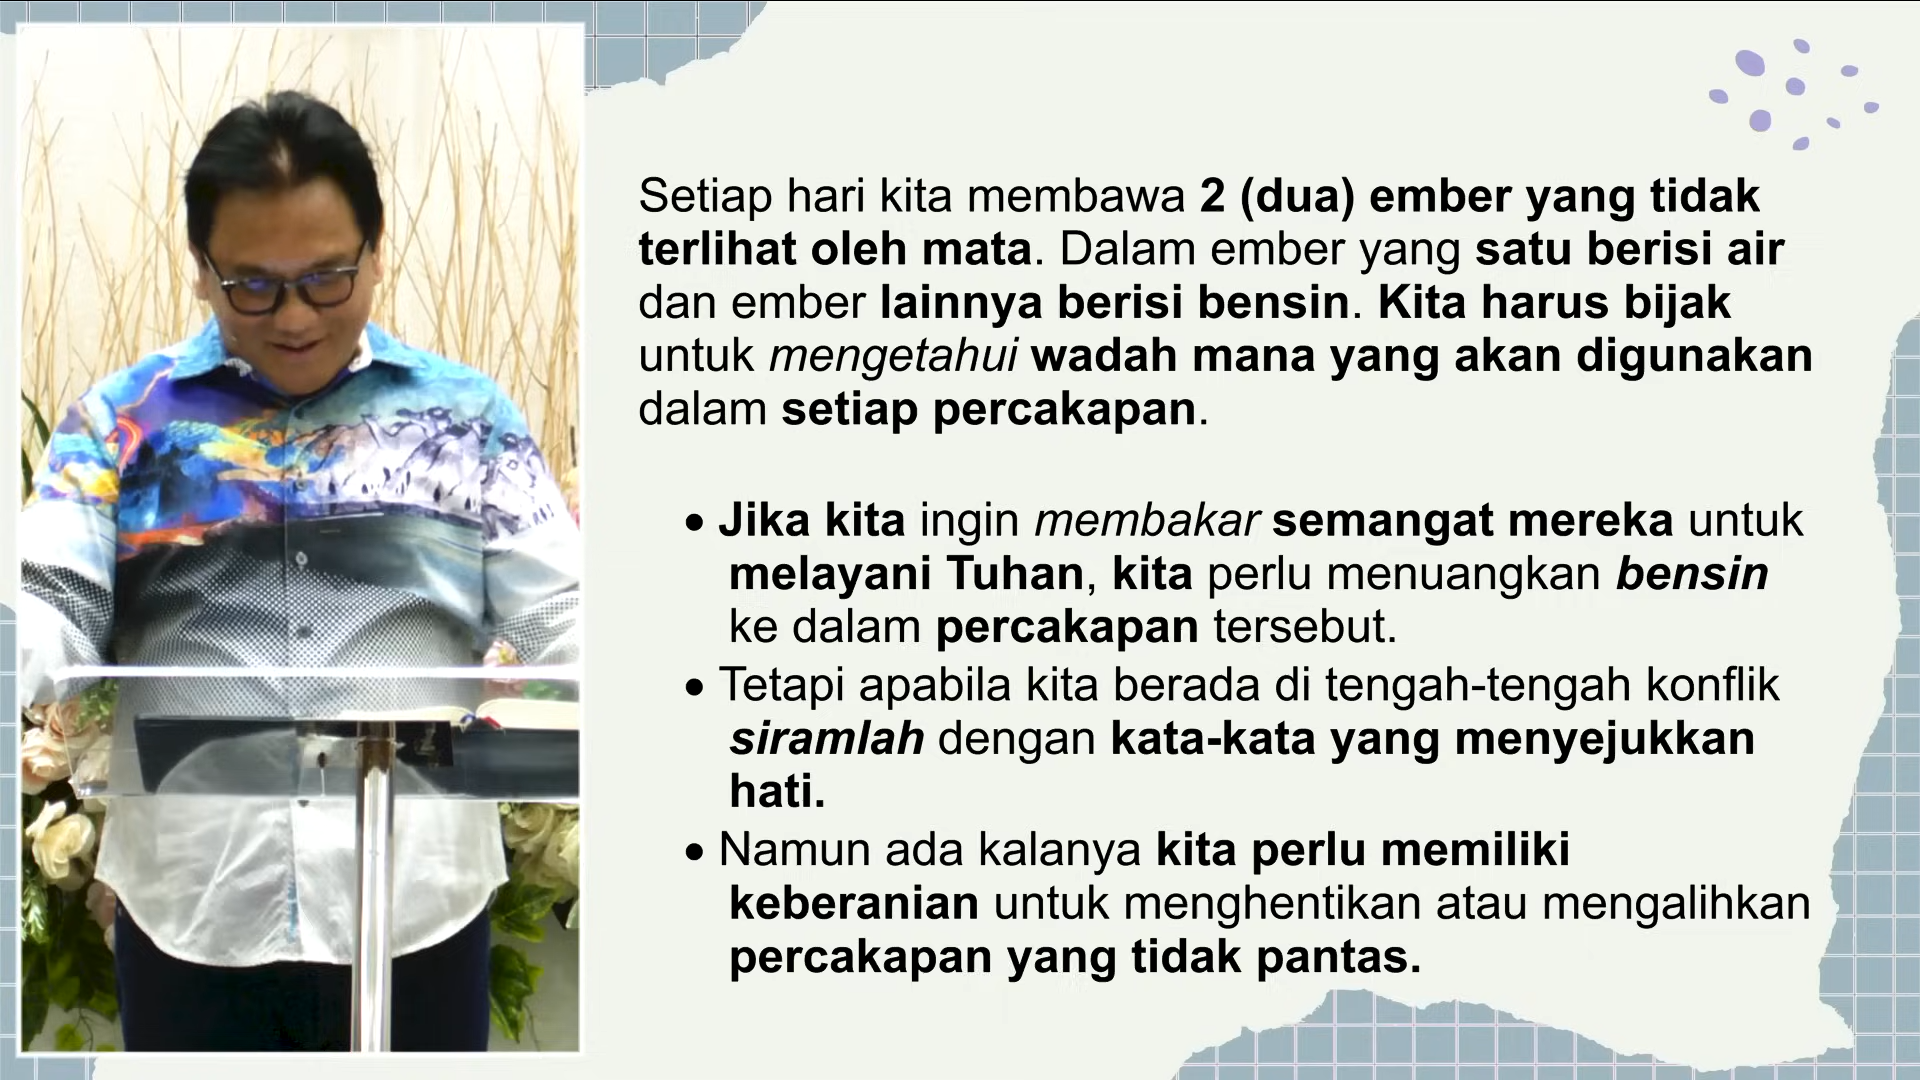 Setiap hari kita membawa 2 (dua) ember yang tidak
terlihat oleh mata. Dalam ember yang satu berisi air
dan ember lainnya berisi bensin. Kita harus bijak
untuk mengetahui wadah mana yang akan digunakan
dalam setiap percakapan.
• Jika kita ingin membakar semangat mereka untuk
melayani Tuhan, kita perlu menuangkan bensin
ke dalam percakapan tersebut.
• Tetapi apabila kita berada di tengah-tengah konflik
siramlah dengan kata-kata yang menyejukkan
hati.
• Namun ada kalanya kita perlu memiliki
keberanian untuk menghentikan atau mengalihkan
percakapan yang tidak pantas.